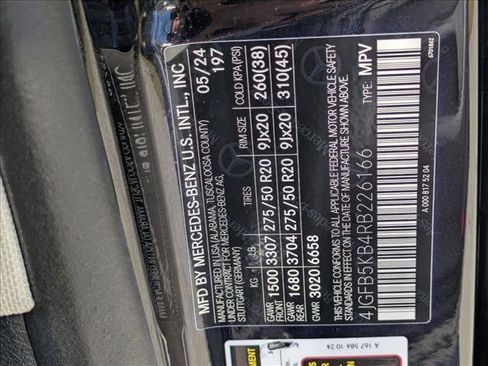 MFD BY MERCEDES-BENZ U.S. INTL., INC
MANUFACTURED IN USA (ALABAMA, TUSCALOOSA COUNTY)
UNDER CONTRACT FOR MERCEDES-BENZ AG,
STUTTGART (GERMANY)
05/24
197
KG LB TIRES RIM SIZE COLD KPA (PSI)
GAWR FRONT 1500 3307 275/50 R20 9Jx20 260(38)
GAWR REAR 1680 3704 275/50 R20 9Jx20 310(45)
GVWR 3020 6658
THIS VEHICLE CONFORMS TO ALL APPLICABLE FEDERAL MOTOR VEHICLE SAFETY
STANDARDS IN EFFECT ON THE DATE OF MANUFACTURE SHOWN ABOVE.
4JGFB5KB4RB226166 TYPE: MPV
A 000 817 52 04
A 167 584 10 24